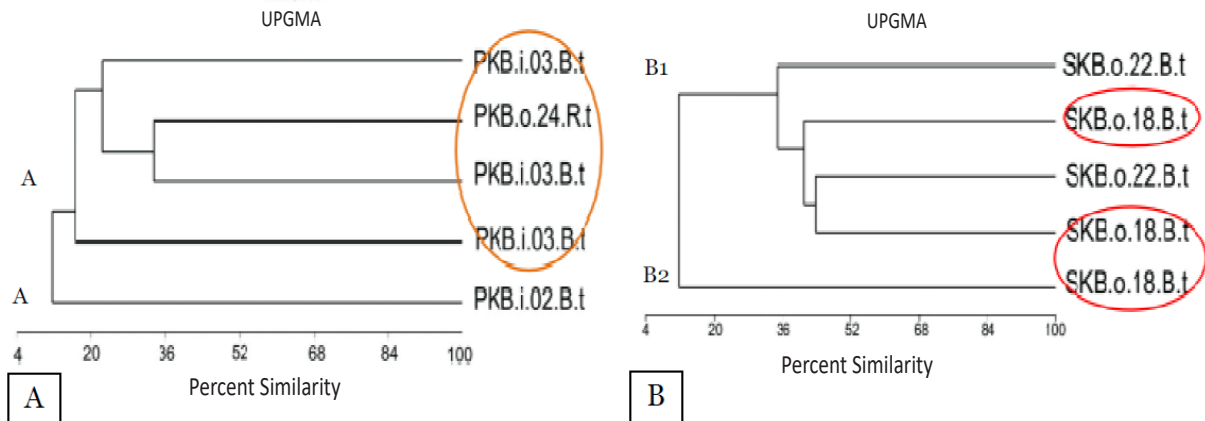 UPGMA
PKB.i.03.B.t
PKB.o.24.R.t
PKB.i.03.B.t
A
PKB.i.03.B.t
A
PKB.i.02.B.t
4 20 36 52 68 84 100
Percent Similarity
A
UPGMA
B1
SKB.o.22.B.t
SKB.o.18.B.t
SKB.o.22.B.t
SKB.o.18.B.t
B2
SKB.o.18.B.t
4 20 36 52 68 84 100
Percent Similarity
B